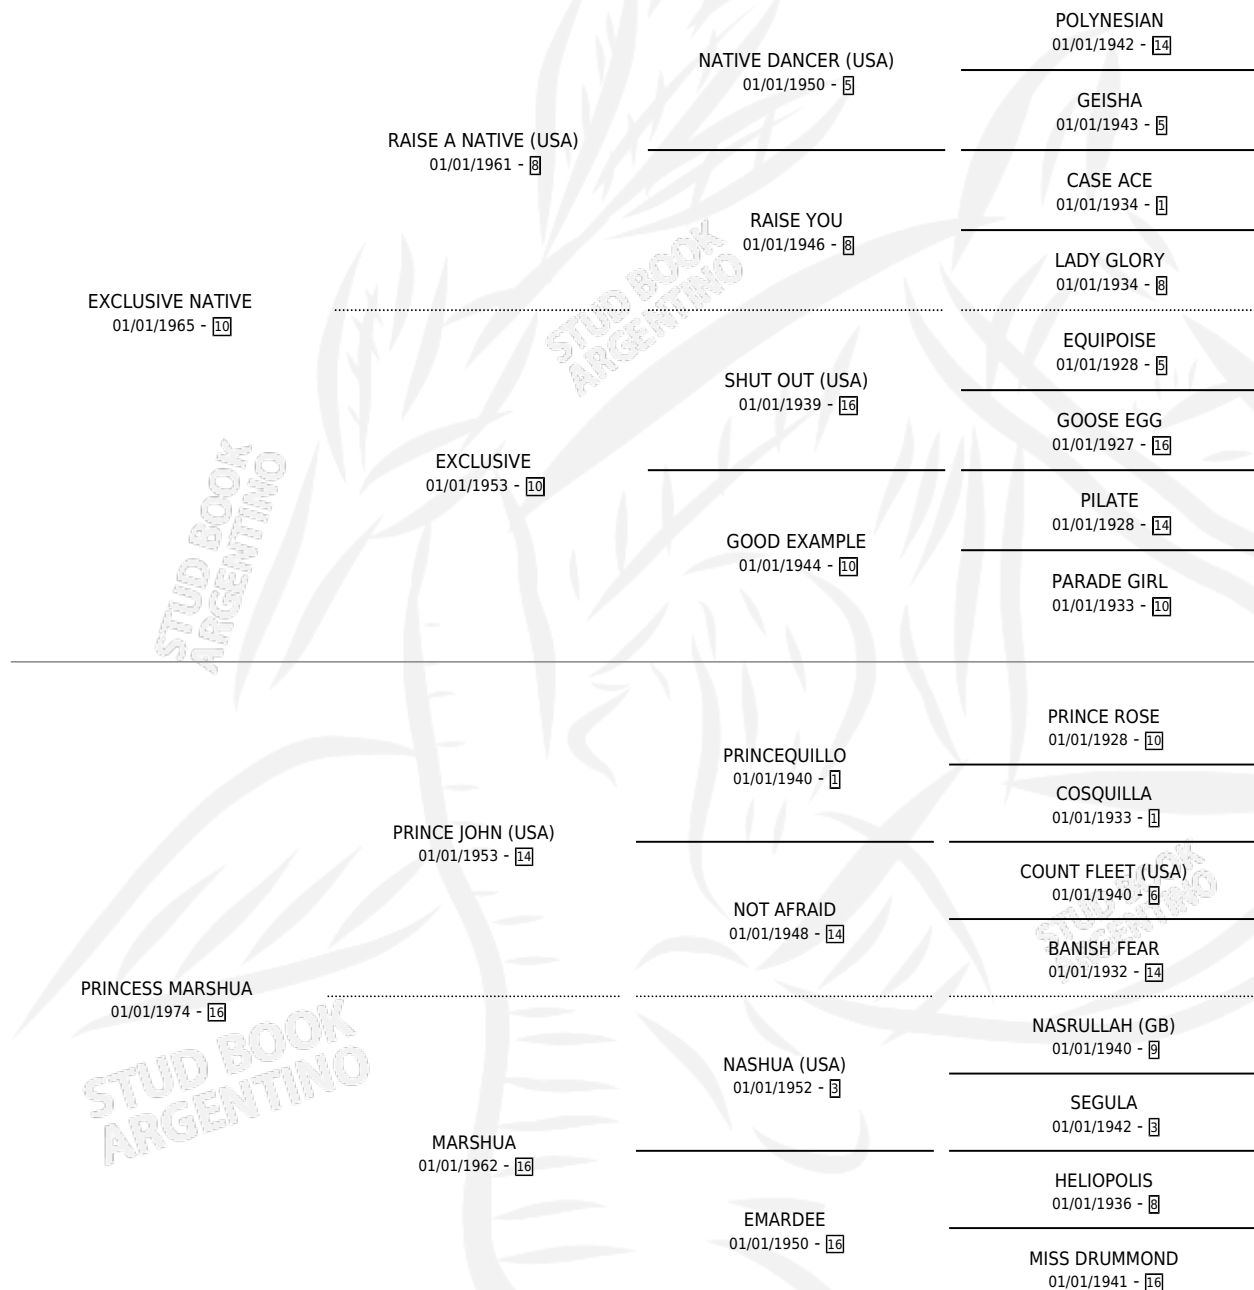 POLYNESIAN
01/01/1942 - 14
NATIVE DANCER (USA)
01/01/1950 - 5
GEISHA
01/01/1943 - 5
RAISE A NATIVE (USA)
01/01/1961 - 8
CASE ACE
01/01/1934 - 1
RAISE YOU
01/01/1946 - 8
LADY GLORY
01/01/1934 - 8
EXCLUSIVE NATIVE
01/01/1965 - 10
EQUIPOISE
01/01/1928 - 5
SHUT OUT (USA)
01/01/1939 - 16
GOOSE EGG
01/01/1927 - 16
EXCLUSIVE
01/01/1953 - 10
PILATE
01/01/1928 - 14
GOOD EXAMPLE
01/01/1944 - 10
PARADE GIRL
01/01/1933 - 10
PRINCE ROSE
01/01/1928 - 10
PRINCEQUILLO
01/01/1940 - 1
COSQUILLA
01/01/1933 - 1
PRINCE JOHN (USA)
01/01/1953 - 14
COUNT FLEET (USA)
01/01/1940 - 6
NOT AFRAID
01/01/1948 - 14
BANISH FEAR
01/01/1932 - 14
PRINCESS MARSHUA
01/01/1974 - 16
NASRULLAH (GB)
01/01/1940 - 9
NASHUA (USA)
01/01/1952 - 3
SEGULA
01/01/1942 - 3
MARSHUA
01/01/1962 - 16
HELIOPOLIS
01/01/1936 - 8
EMARDEE
01/01/1950 - 16
MISS DRUMMOND
01/01/1941 - 16
STUD BOOK
ARGENTINO
STUD BOOK
ARGENTINO
STUD BOOK
ARGENTINO
STUD BOOK
ARGENTINO